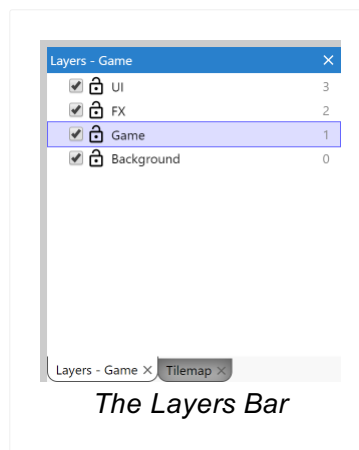 Layers - Game
UI 3
FX 2
Game 1
Background 0
Layers - Game Tilemap
The Layers Bar